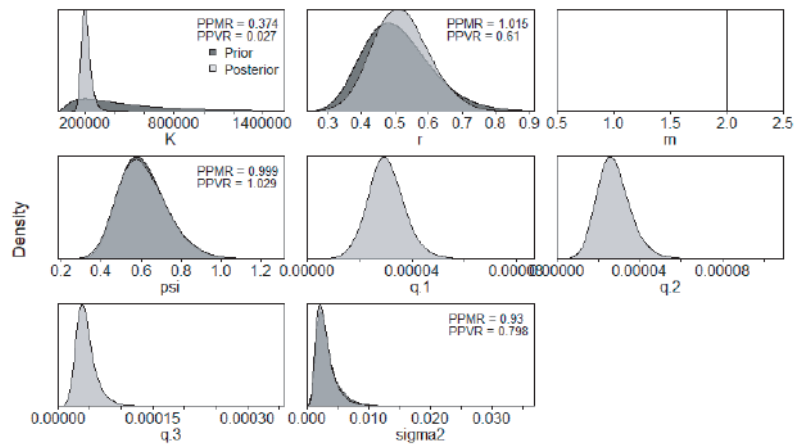 PPMR = 0.374
PPVR = 0.027
Prior
Posterior
200000 800000 1400000
K
PPMR = 1.015
PPVR = 0.61
0.3 0.4 0.5 0.6 0.7 0.8 0.9
r
0.5 1.0 1.5 2.0 2.5
m
Density
PPMR = 0.999
PPVR = 1.029
0.2 0.4 0.6 0.8 1.0 1.2
psi
0.00000 0.00004 0.00008
q.1
0.00000 0.00004 0.00008
q.2
0.00000 0.00015 0.00030
q.3
PPMR = 0.93
PPVR = 0.798
0.000 0.010 0.020 0.030
sigma2